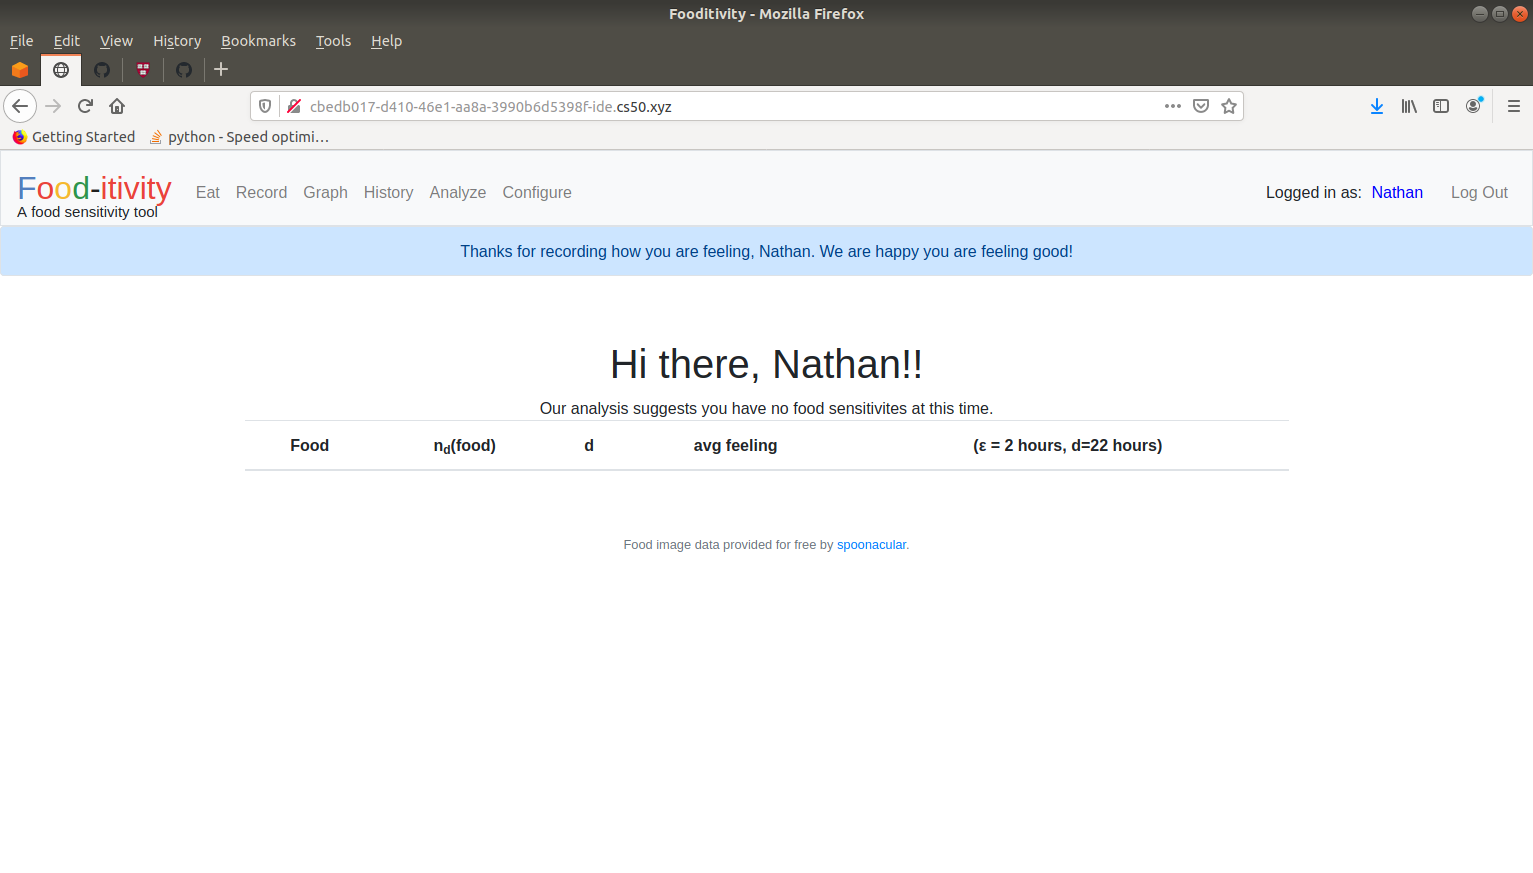 Fooditivity - Mozilla Firefox
File Edit View History Bookmarks Tools Help
cbedb017-d410-46e1-aa8a-3990b6d5398f-ide.cs50.xyz
Getting Started python - Speed optimi…
Food-itivity Eat Record Graph History Analyze Configure Logged in as: Nathan Log Out
A food sensitivity tool
Thanks for recording how you are feeling, Nathan. We are happy you are feeling good!
Hi there, Nathan!!
Our analysis suggests you have no food sensitivites at this time.
Food nd(food) d avg feeling (ε = 2 hours, d=22 hours)
Food image data provided for free by spoonacular.